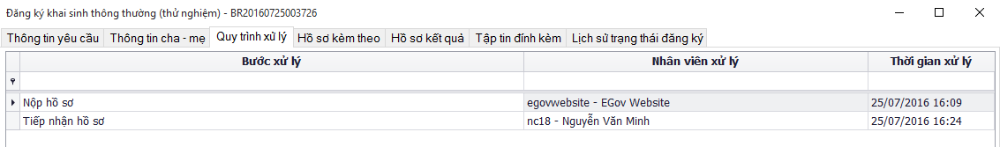 Đăng ký khai sinh thông thường (thử nghiệm) - BR20160725003726
Thông tin yêu cầu Thông tin cha - mẹ Quy trình xử lý Hồ sơ kèm theo Hồ sơ kết quả Tập tin đính kèm Lịch sử trạng thái đăng ký
Bước xử lý Nhân viên xử lý Thời gian xử lý
Nộp hồ sơ egovwebsite - EGov Website 25/07/2016 16:09
Tiếp nhận hồ sơ nc18 - Nguyễn Văn Minh 25/07/2016 16:24